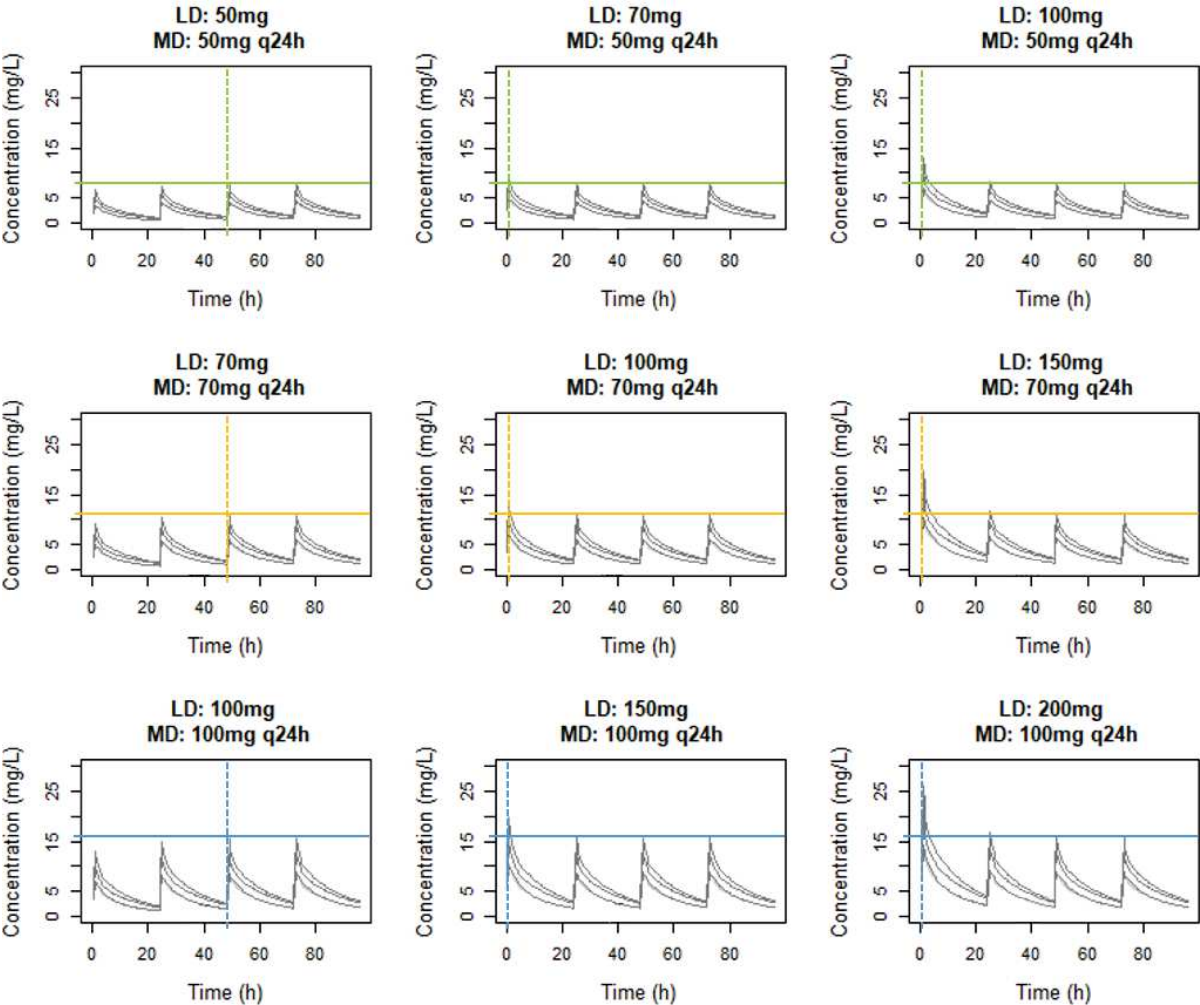 LD: 50mg
MD: 50mg q24h
Concentration (mg/L)
25
15
5
0
0 20 40 60 80
Time (h)
LD: 70mg
MD: 50mg q24h
Concentration (mg/L)
25
15
5
0
0 20 40 60 80
Time (h)
LD: 100mg
MD: 50mg q24h
Concentration (mg/L)
25
15
5
0
0 20 40 60 80
Time (h)
LD: 70mg
MD: 70mg q24h
Concentration (mg/L)
25
15
5
0
0 20 40 60 80
Time (h)
LD: 100mg
MD: 70mg q24h
Concentration (mg/L)
25
15
5
0
0 20 40 60 80
Time (h)
LD: 150mg
MD: 70mg q24h
Concentration (mg/L)
25
15
5
0
0 20 40 60 80
Time (h)
LD: 100mg
MD: 100mg q24h
Concentration (mg/L)
25
15
5
0
0 20 40 60 80
Time (h)
LD: 150mg
MD: 100mg q24h
Concentration (mg/L)
25
15
5
0
0 20 40 60 80
Time (h)
LD: 200mg
MD: 100mg q24h
Concentration (mg/L)
25
15
5
0
0 20 40 60 80
Time (h)